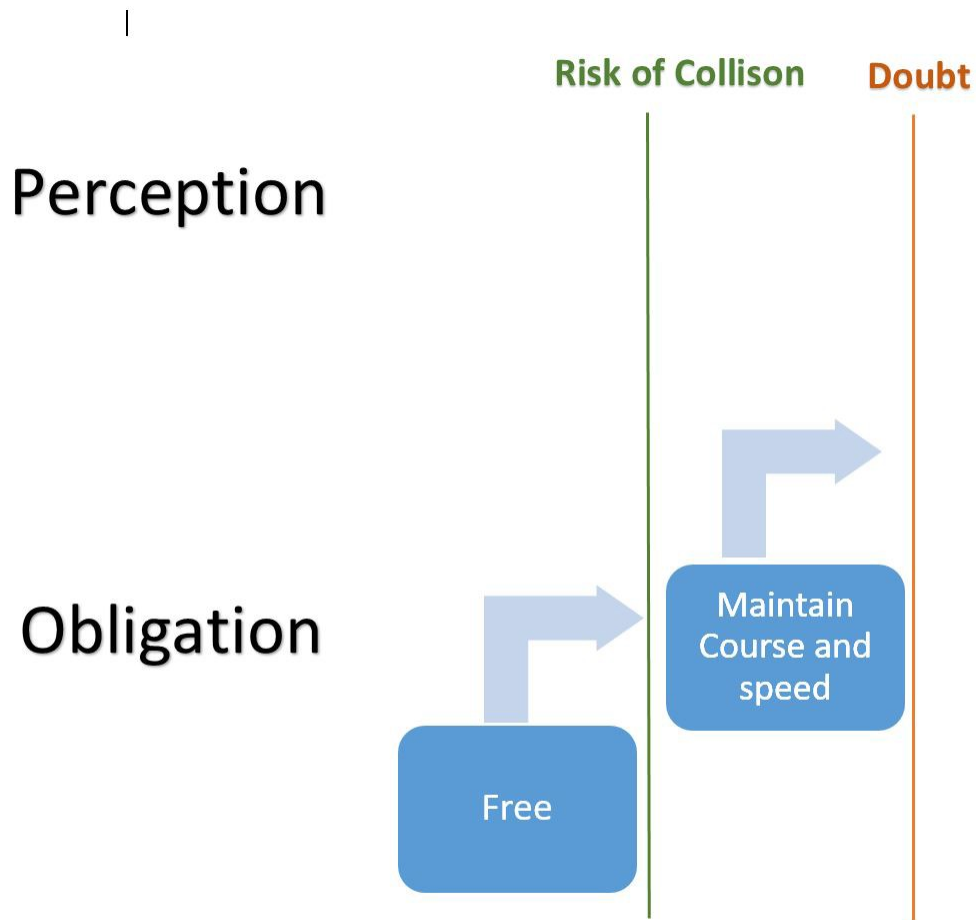 Risk of Collison
Doubt
Perception
Obligation
Maintain
Course and
speed
Free